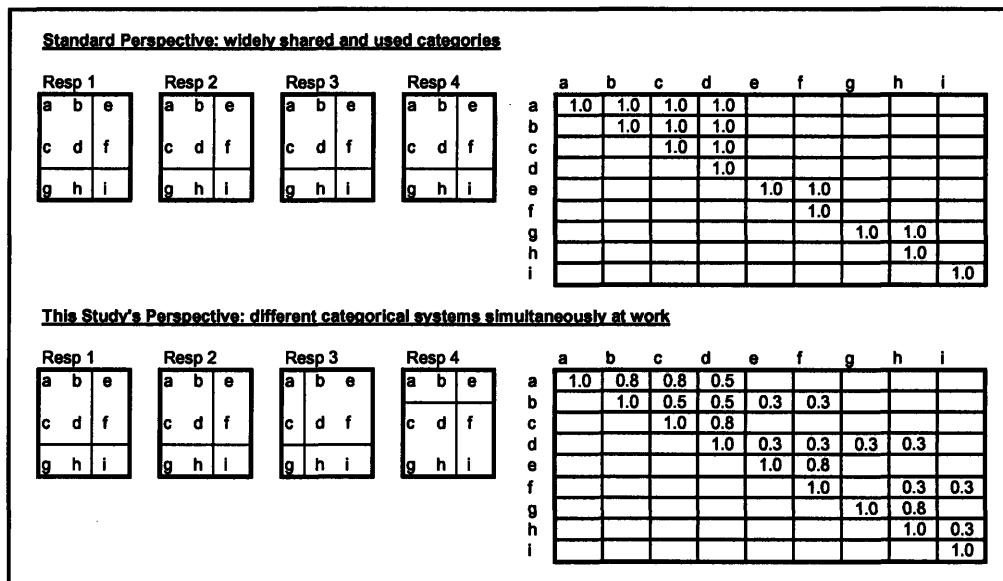 Standard Perspective: widely shared and used categories
Resp 1 Resp 2 Resp 3 Resp 4
a b e a b e a b e a b e
c d f c d f c d f c d f
g h i g h i g h i g h i
a b c d e f g h i
a 1.0 1.0 1.0 1.0
b 1.0 1.0 1.0
c 1.0 1.0
d 1.0
e 1.0 1.0
f 1.0
g 1.0 1.0
h 1.0
i 1.0
This Study's Perspective: different categorical systems simultaneously at work
Resp 1 Resp 2 Resp 3 Resp 4
a b e a b e a b e a b e
c d f c d f c d f c d f
g h i g h i g h i g h i
a b c d e f g h i
a 1.0 0.8 0.8 0.5
b 1.0 0.5 0.5 0.3 0.3
c 1.0 0.8
d 1.0 0.3 0.3 0.3 0.3
e 1.0 0.8
f 1.0 0.3 0.3
g 1.0 0.8
h 1.0 0.3
i 1.0